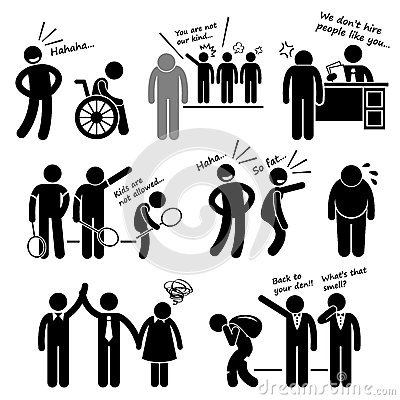 Hahaha...
You are not
our kind...
We don't hire
people like you...
Kids are
not allowed...
Haha...
So fat...
Back to
your den!!
What's that
smell?
dreamstime.com